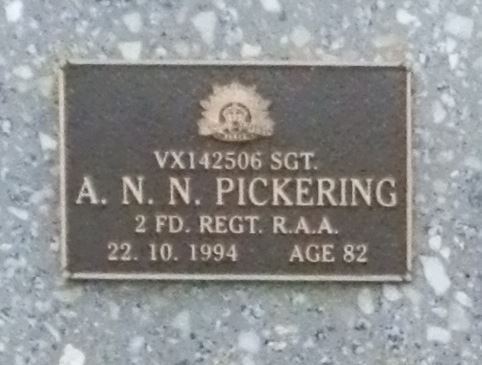 VX142506 SGT.
A. N. N. PICKERING
2 FD. REGT. R.A.A.
22. 10. 1994 AGE 82